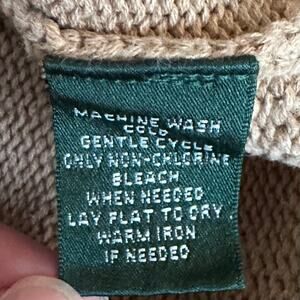 MACHINE WASH
COLD
GENTLE CYCLE
ONLY NON-CHLORINE
BLEACH
WHEN NEEDED
LAY FLAT TO DRY
WARM IRON
IF NEEDED